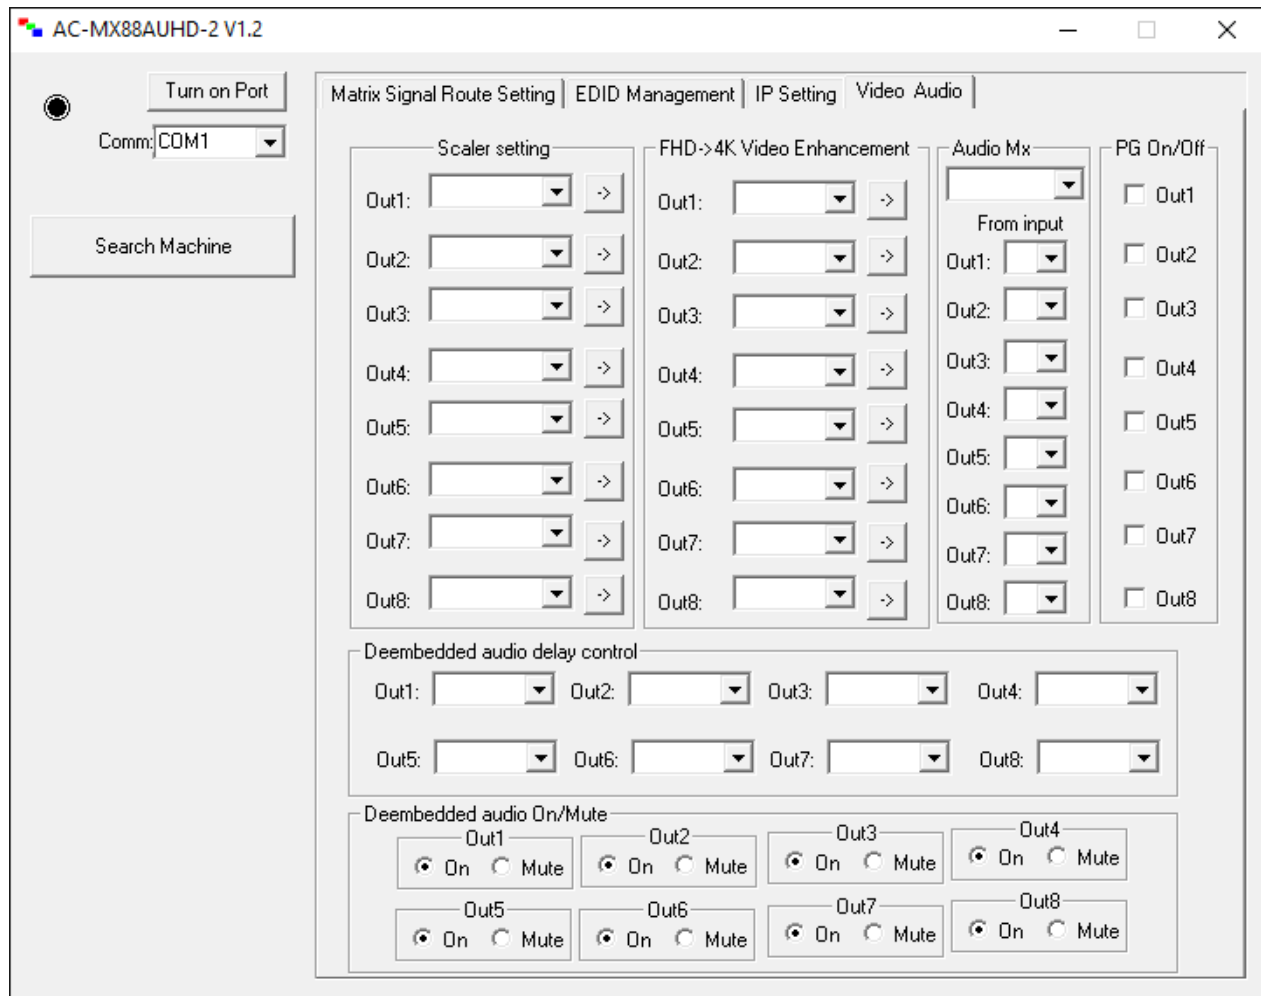 AC-MX88AUHD-2 V1.2
Turn on Port
Comm: COM1
Search Machine
Matrix Signal Route Setting EDID Management IP Setting Video Audio
Scaler setting
Out1: ->
Out2: ->
Out3: ->
Out4: ->
Out5: ->
Out6: ->
Out7: ->
Out8: ->
FHD->4K Video Enhancement
Out1: ->
Out2: ->
Out3: ->
Out4: ->
Out5: ->
Out6: ->
Out7: ->
Out8: ->
Audio Mx
From input
Out1:
Out2:
Out3:
Out4:
Out5:
Out6:
Out7:
Out8:
PG On/Off
Out1
Out2
Out3
Out4
Out5
Out6
Out7
Out8
Deembedded audio delay control
Out1: Out2: Out3: Out4:
Out5: Out6: Out7: Out8:
Deembedded audio On/Mute
Out1 Out2 Out3 Out4
On Mute On Mute On Mute On Mute
Out5 Out6 Out7 Out8
On Mute On Mute On Mute On Mute